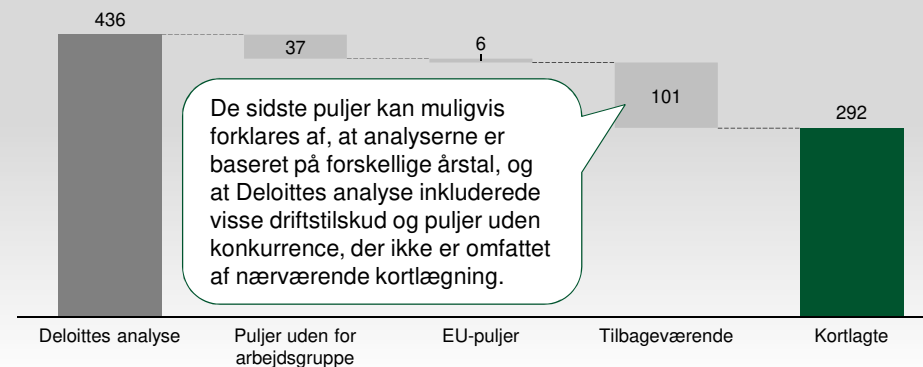 436
37
6
101
292
De sidste puljer kan muligvis
forklares af, at analyserne er
baseret på forskellige årstal, og
at Deloittes analyse inkluderede
visse driftstilskud og puljer uden
konkurrence, der ikke er omfattet
af nærværende kortlægning.
Deloittes analyse
Puljer uden for
arbejdsgruppe
EU-puljer
Tilbageværende
Kortlagte